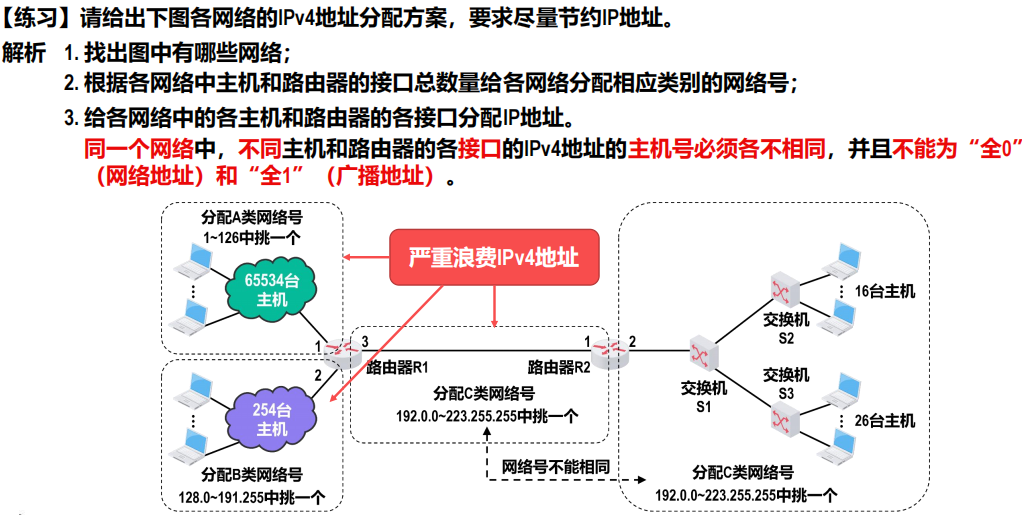 【练习】请给出下图各网络的IPv4地址分配方案，要求尽量节约IP地址。
解析 1. 找出图中有哪些网络；
2. 根据各网络中主机和路由器的接口总数量给各网络分配相应类别的网络号；
3. 给各网络中的各主机和路由器的各接口分配IP地址。
同一个网络中，不同主机和路由器的各接口的IPv4地址的主机号必须各不相同，并且不能为“全0”
（网络地址）和“全1”（广播地址）。
分配A类网络号
1~126中挑一个
65534台
主机
严重浪费IPv4地址
1
3
2
路由器R1
1
2
路由器R2
254台
主机
分配B类网络号
128.0~191.255中挑一个
分配C类网络号
192.0.0~223.255.255中挑一个
网络号不能相同
交换机
S1
交换机
S2
16台主机
交换机
S3
26台主机
分配C类网络号
192.0.0~223.255.255中挑一个